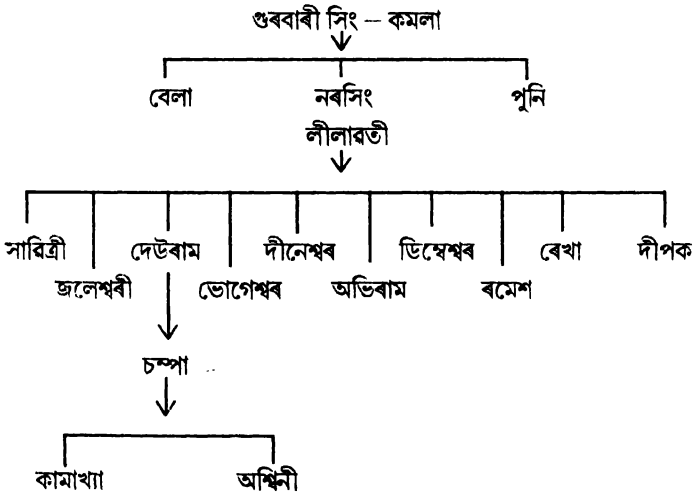 গুৰবাৰী সিং – কমলা
বেলা নৰসিং পুনি
লীলাৱতী
সাৱিত্ৰী দেউৰাম দীনেশ্বৰ ডিম্বেশ্বৰ ৰেখা দীপক
জলেশ্বৰী ভোগেশ্বৰ অভিৰাম ৰমেশ
চম্পা
কামাখ্যা অশ্বিনী